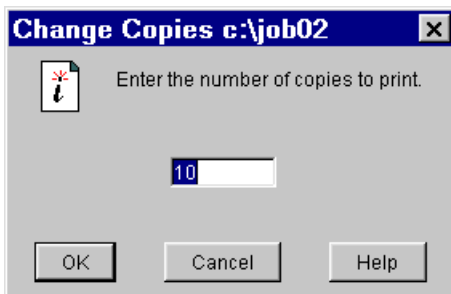 Change Copies c:\job02
Enter the number of copies to print.
10
OK Cancel Help